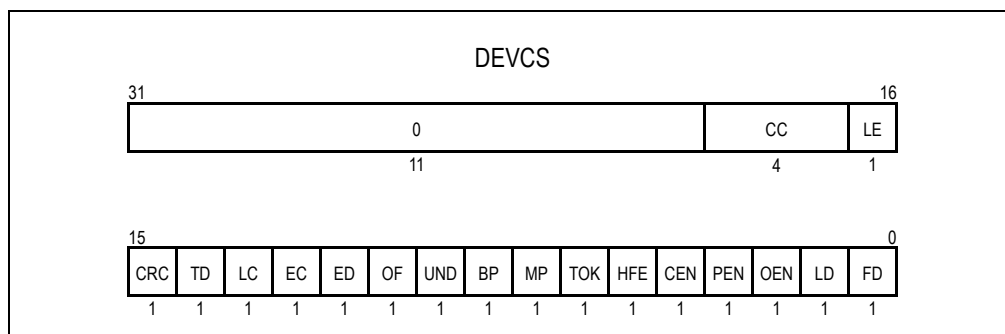 DEVCS
31 16
0 CC LE
11 4 1
15 0
CRC TD LC EC ED OF UND BP MP TOK HFE CEN PEN OEN LD FD
1 1 1 1 1 1 1 1 1 1 1 1 1 1 1 1